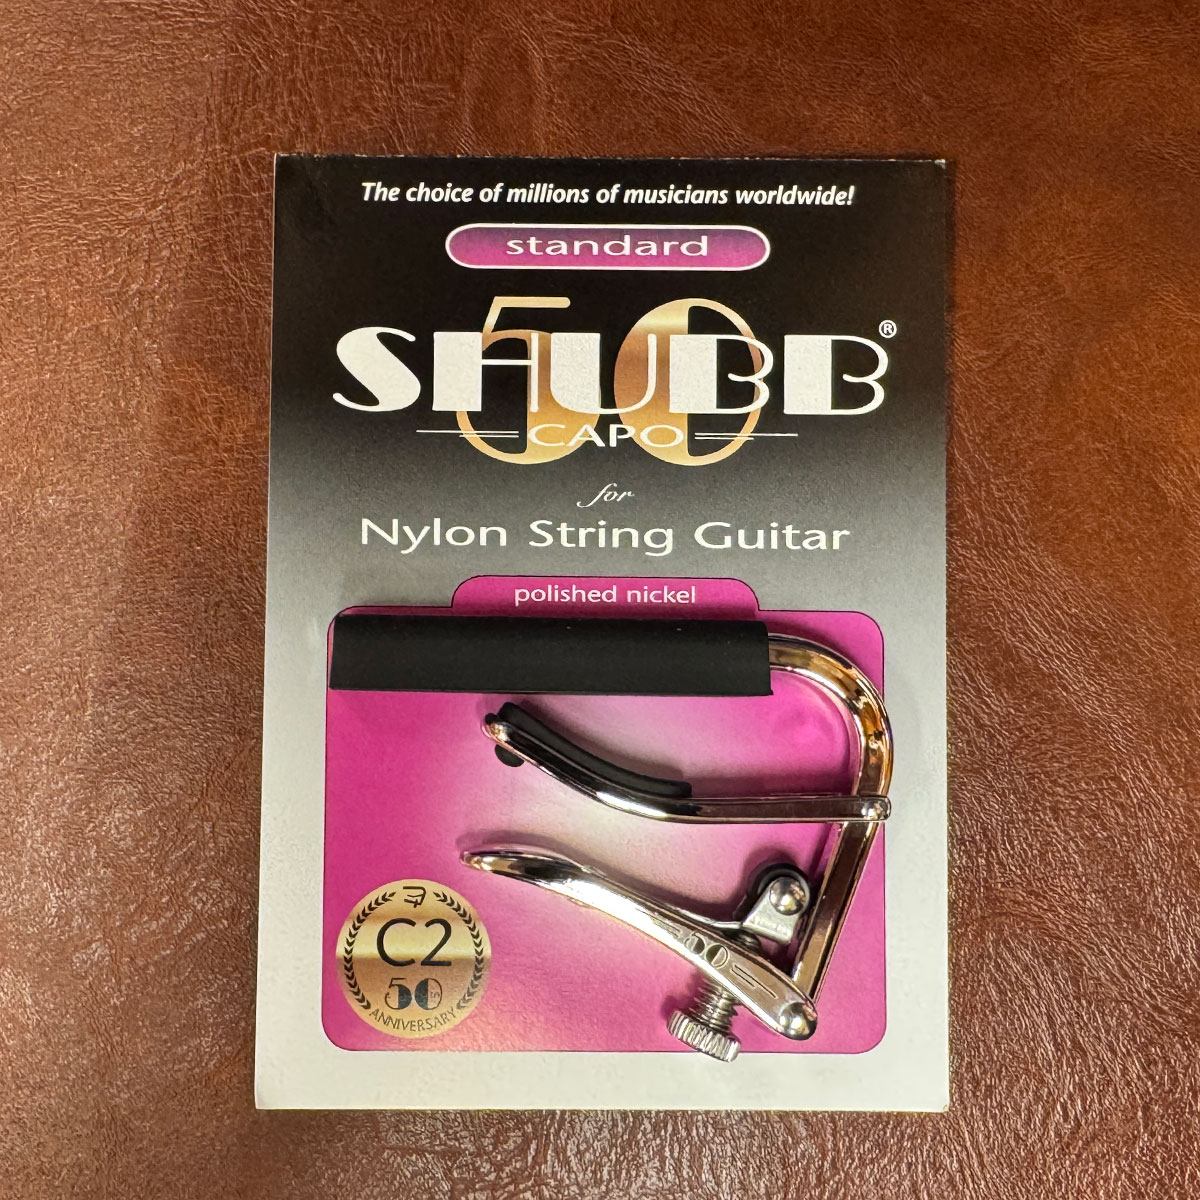 The choice of millions of musicians worldwide!
standard
50
SHUBB®
CAPO
for
Nylon String Guitar
polished nickel
50
C2
50
ANNIVERSARY